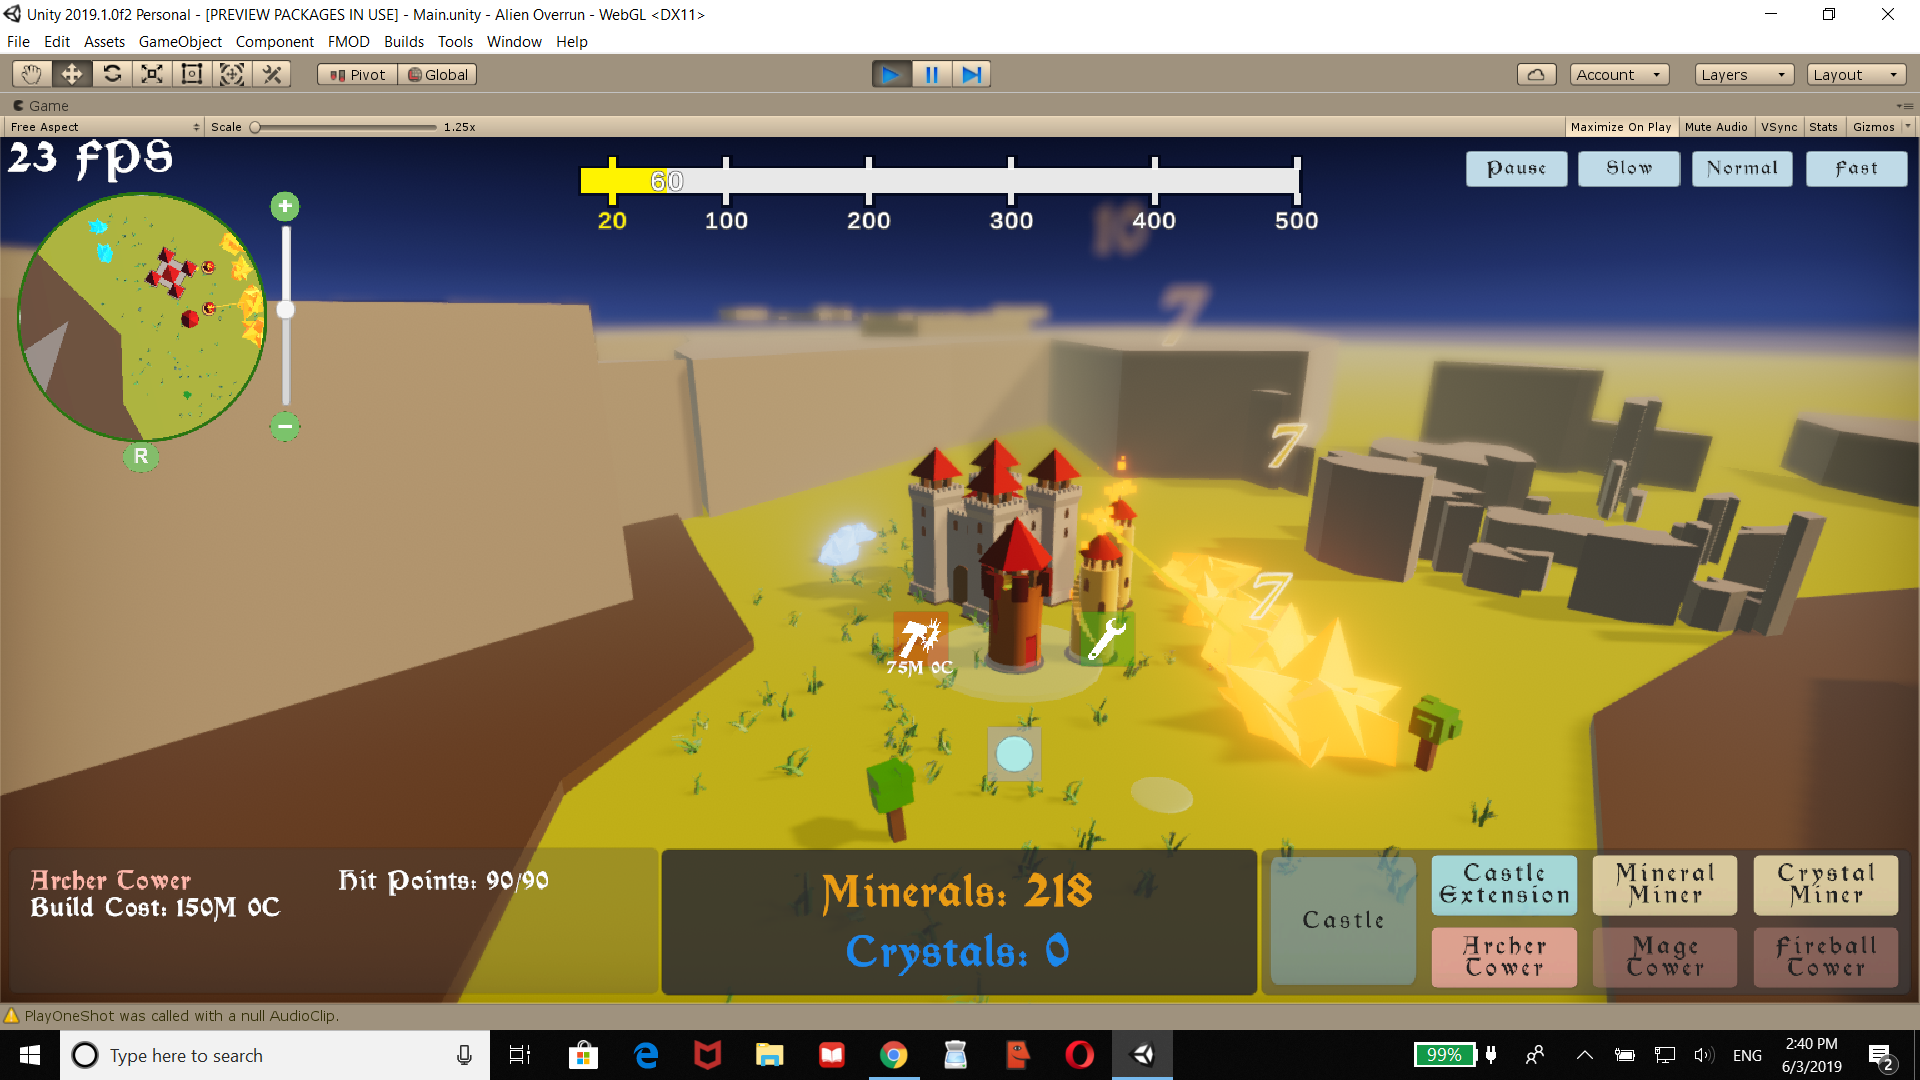 Unity 2019.1.0f2 Personal - [PREVIEW PACKAGES IN USE] - Main.unity - Alien Overrun - WebGL <DX11>
File Edit Assets GameObject Component FMOD Builds Tools Window Help
Pivot Global Account Layers Layout
Game
Free Aspect Scale 1.25x Maximize On Play Mute Audio VSync Stats Gizmos
23 FPS
60
20 100 200 300 400 500
Pause Slow Normal Fast
10
7
7
7
R
75M 0C
Archer Tower
Build Cost: 150M 0C
Hit Points: 90/90
Minerals: 218
Crystals: 0
Castle
Castle
Extension
Mineral
Miner
Crystal
Miner
Archer
Tower
Mage
Tower
Fireball
Tower
PlayOneShot was called with a null AudioClip.
Type here to search
99%
ENG
2:40 PM
6/3/2019
2